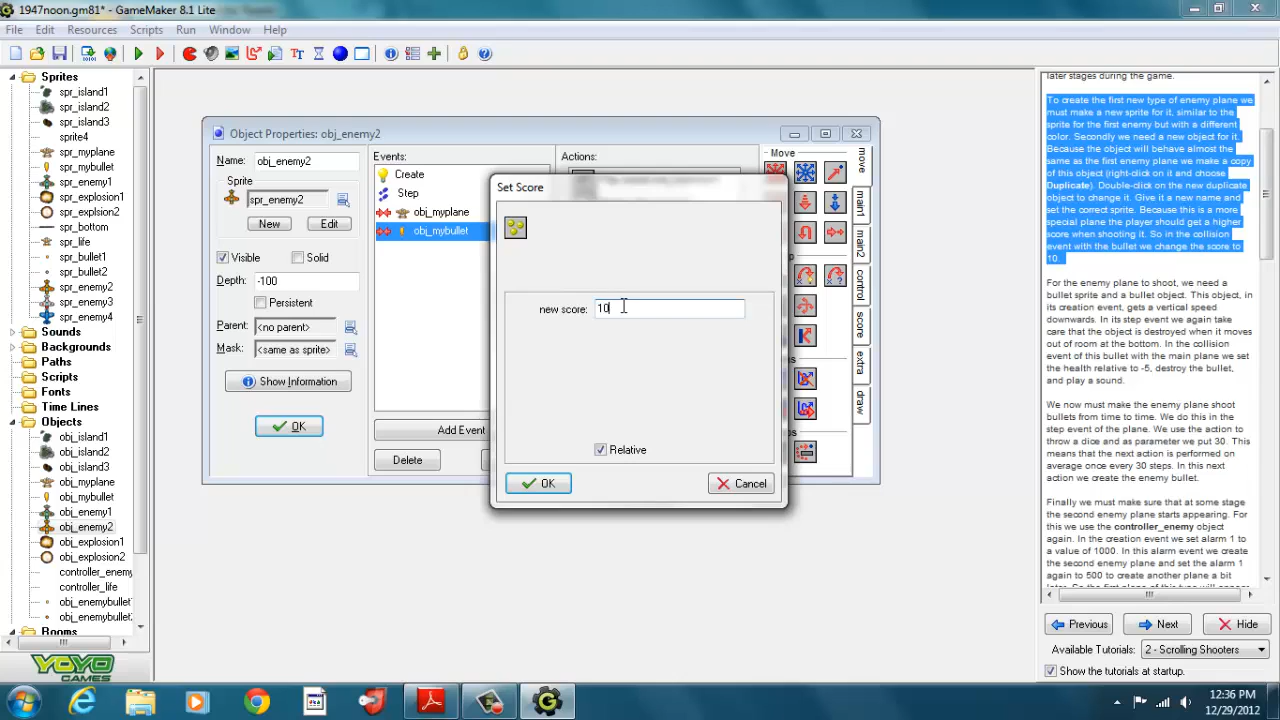 1947noon.gm81* - GameMaker 8.1 Lite
File Edit Resources Scripts Run Window Help
Sprites
spr_island1
spr_island2
spr_island3
sprite4
spr_myplane
spr_mybullet
spr_enemy1
spr_explosion1
spr_explsion2
spr_bottom
spr_life
spr_bullet1
spr_bullet2
spr_enemy2
spr_enemy3
spr_enemy4
Sounds
Backgrounds
Paths
Scripts
Fonts
Time Lines
Objects
obj_island1
obj_island2
obj_island3
obj_myplane
obj_mybullet
obj_enemy1
obj_enemy2
obj_explosion1
obj_explosion2
controller_enemy
controller_life
obj_enemybullet
obj_enemybullet
Rooms
YOYO
GAMES
Object Properties: obj_enemy2
Name: obj_enemy2
Sprite
spr_enemy2
New Edit
Visible Solid
Depth: -100
Persistent
Parent: <no parent>
Mask: <same as sprite>
Show Information
OK
Events:
Create
Step
obj_myplane
obj_mybullet
Add Event
Delete
Actions:
Move
move
main1
main2
control
score
extra
draw
Set Score
new score: 10
Relative
OK Cancel
later stages during the game.
To create the first new type of enemy plane we
must make a new sprite for it, similar to the
sprite for the first enemy but with a different
color. Secondly we need a new object for it.
Because the object will behave almost the
same as the first enemy plane we make a copy
of this object (right-click on it and choose
Duplicate). Double-click on the new duplicate
object to change it. Give it a new name and
set the correct sprite. Because this is a more
special plane the player should get a higher
score when shooting it. So in the collision
event with the bullet we change the score to
10.
For the enemy plane to shoot, we need a
bullet sprite and a bullet object. This object, in
its creation event, gets a vertical speed
downwards. In its step event we again take
care that the object is destroyed when it moves
out of room at the bottom. In the collision
event of this bullet with the main plane we set
the health relative to -5, destroy the bullet,
and play a sound.
We now must make the enemy plane shoot
bullets from time to time. We do this in the
step event of the plane. We use the action to
throw a dice and as parameter we put 30. This
means that the next action is performed on
average once every 30 steps. In this next
action we create the enemy bullet.
Finally we must make sure that at some stage
the second enemy plane starts appearing. For
this we use the controller_enemy object
again. In the creation event we set alarm 1 to
a value of 1000. In this alarm event we create
the second enemy plane and set the alarm 1
again to 500 to create another plane a bit
Previous Next Hide
Available Tutorials: 2 - Scrolling Shooters
Show the tutorials at startup.
12:36 PM
12/29/2012